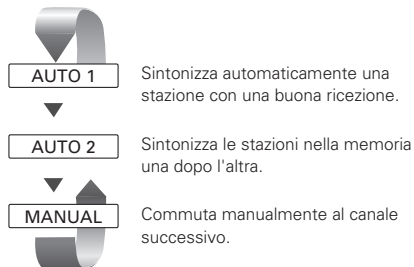 AUTO 1
Sintonizza automaticamente una
stazione con una buona ricezione.
AUTO 2
Sintonizza le stazioni nella memoria
una dopo l'altra.
MANUAL
Commuta manualmente al canale
successivo.